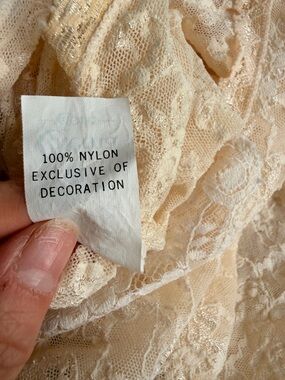 100% NYLON
EXCLUSIVE OF
DECORATION